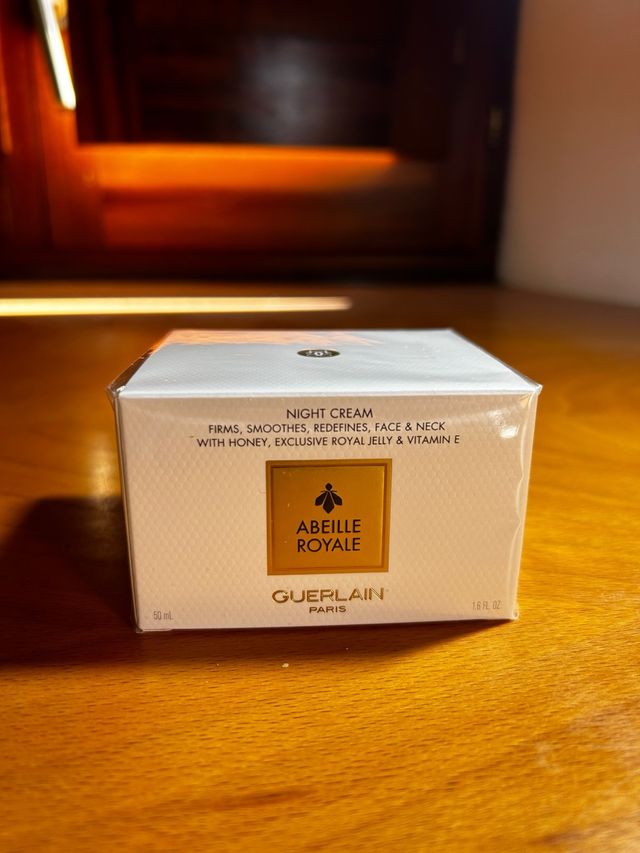 NIGHT CREAM
FIRMS, SMOOTHES, REDEFINES, FACE & NECK
WITH HONEY, EXCLUSIVE ROYAL JELLY & VITAMIN E
ABEILLE
ROYALE
GUERLAIN
PARIS
50 mL
1.6 FL. OZ.